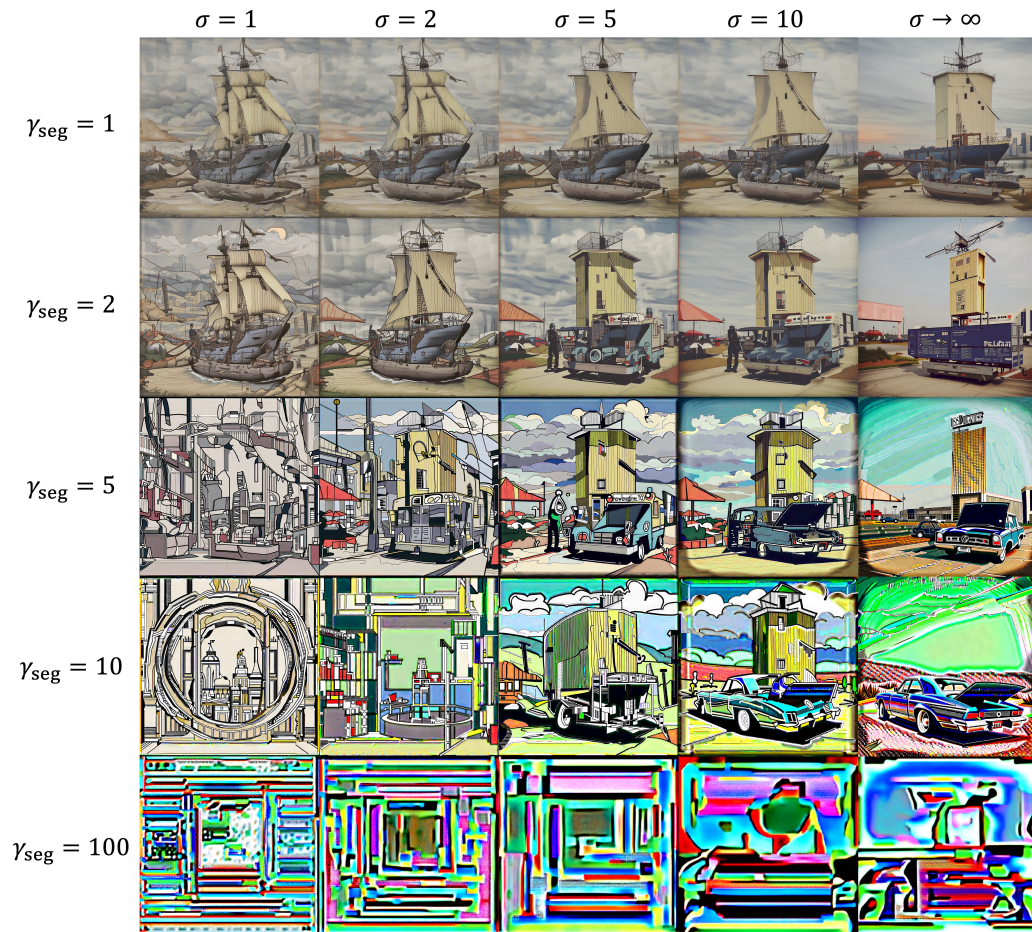 σ = 1 σ = 2 σ = 5 σ = 10 σ → ∞
γseg = 1
γseg = 2
γseg = 5
γseg = 10
γseg = 100